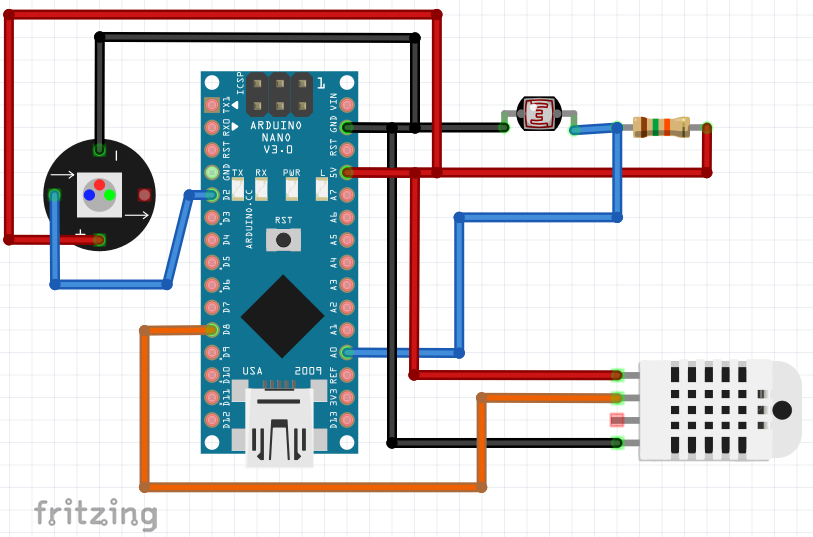 ICSP
1
TX1
RX0
RST
GND
D2
D3
D4
D5
D6
D7
D8
D9
D10
D11
D12
ARDUINO
NANO
V3.0
TX RX PWR L
ARDUINO.CC
RST
USA 2009
VIN
GND
RST
5V
A7
A6
A5
A4
A3
A2
A1
A0
REF
3V3
D13
fritzing